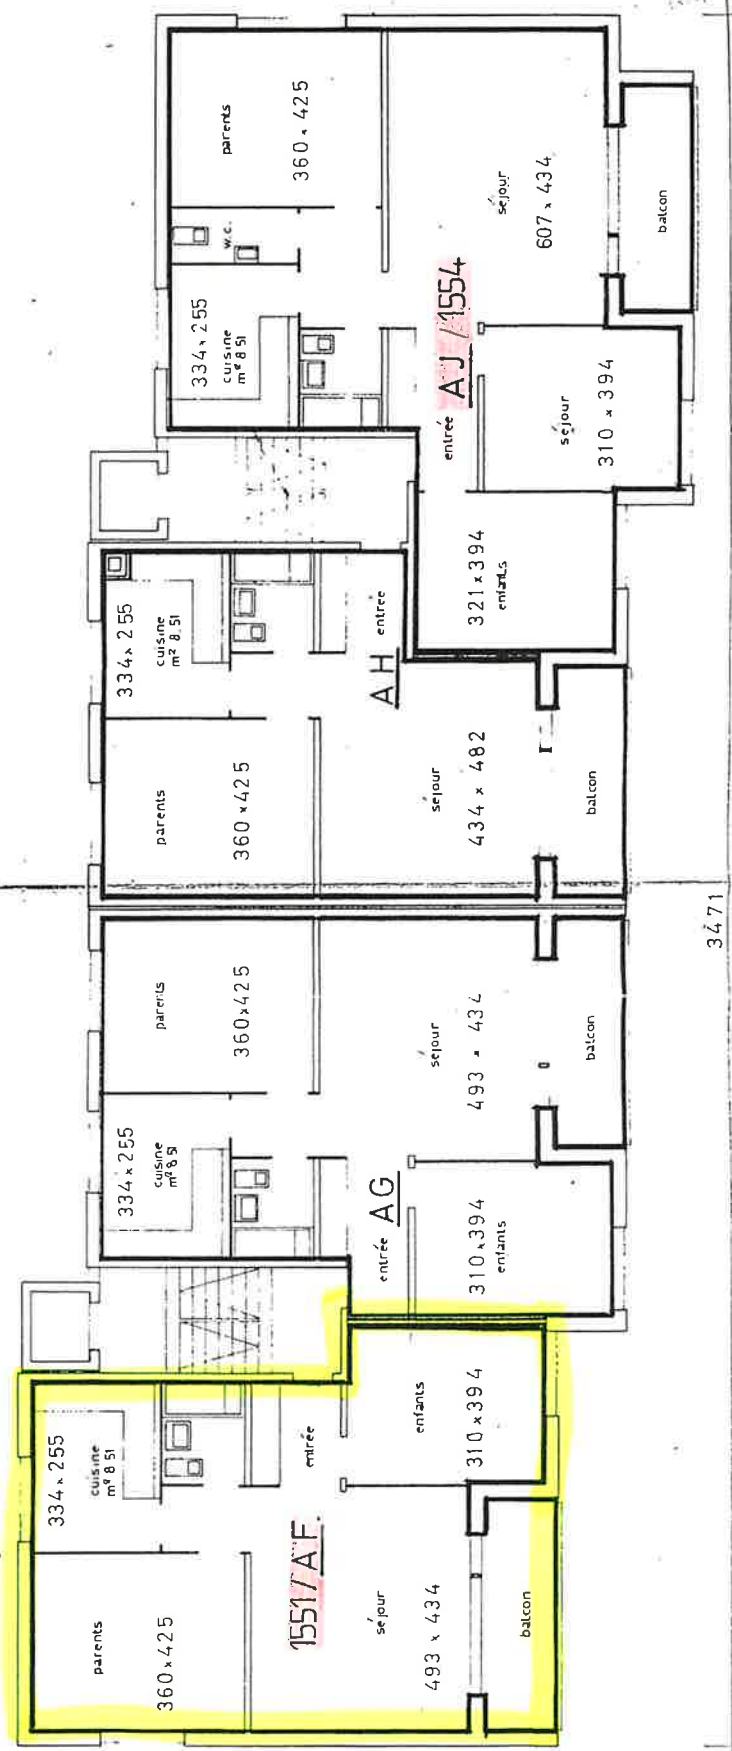 parents
360 x 425
w.c.
334 x 255
cuisine
m² 8 51
séjour
607 x 434
balcon
entrée
AJ / 1554
séjour
310 x 394
321 x 394
enfants
334 x 255
cuisine
m² 8.51
entrée
AH
parents
360 x 425
séjour
434 x 482
balcon
3471
parents
360 x 425
séjour
493 x 434
balcon
334 x 255
cuisine
m² 8 51
entrée
AG
310 x 394
enfants
334 x 255
cuisine
m² 8 51
entrée
enfants
310 x 394
1551 / AF.
parents
360 x 425
séjour
493 x 434
balcon